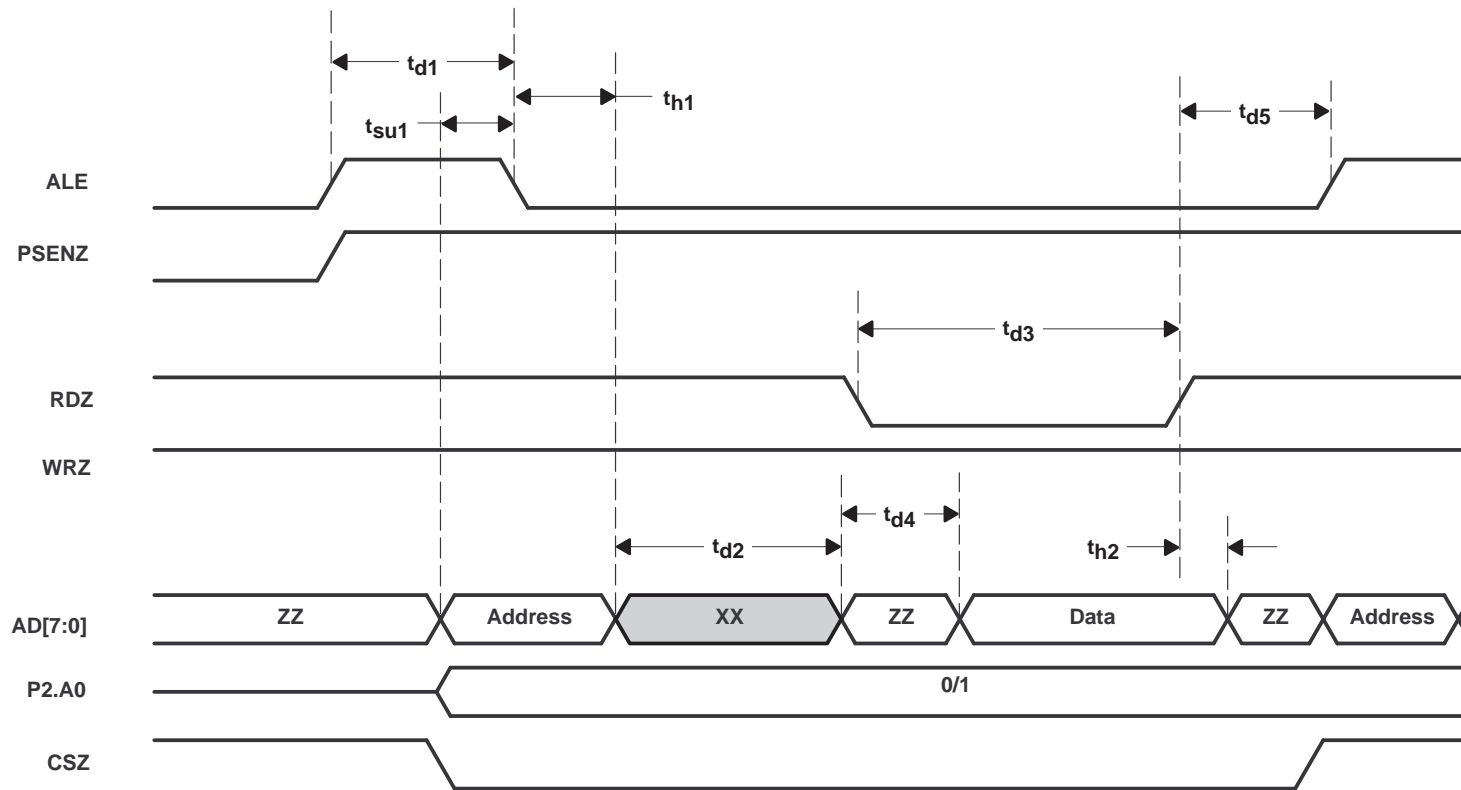 td1
th1
tsu1
td5
ALE
PSENZ
td3
RDZ
WRZ
td4
td2
th2
AD[7:0] ZZ Address XX ZZ Data ZZ Address
P2.A0 0/1
CSZ